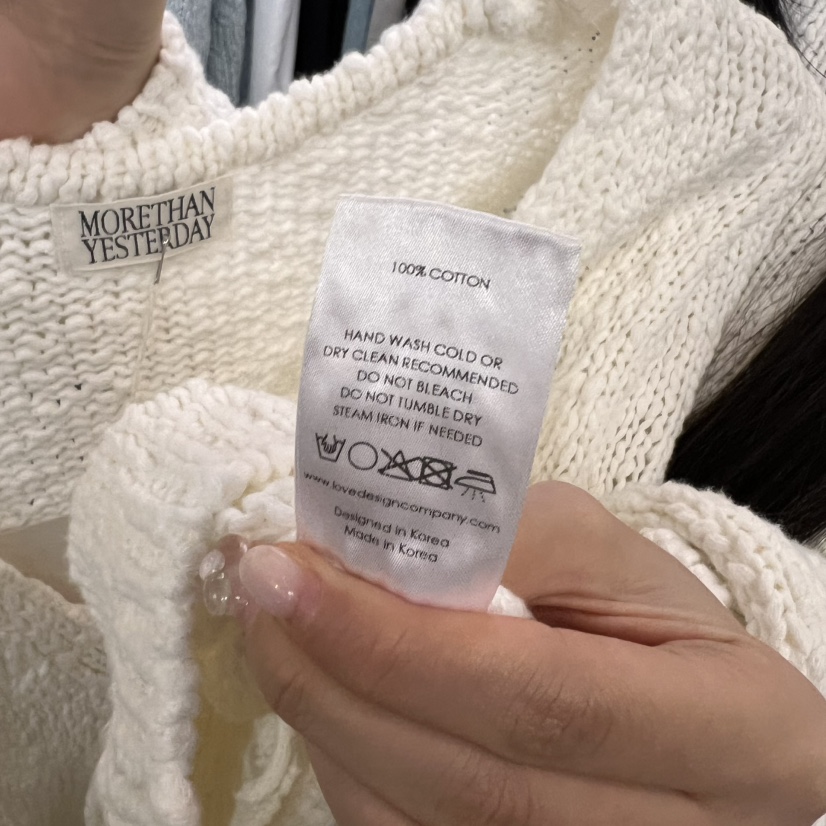 MORETHAN
YESTERDAY
100% COTTON
HAND WASH COLD OR
DRY CLEAN RECOMMENDED
DO NOT BLEACH
DO NOT TUMBLE DRY
STEAM IRON IF NEEDED
www.lovedesigncompany.com
Designed in Korea
Made in Korea